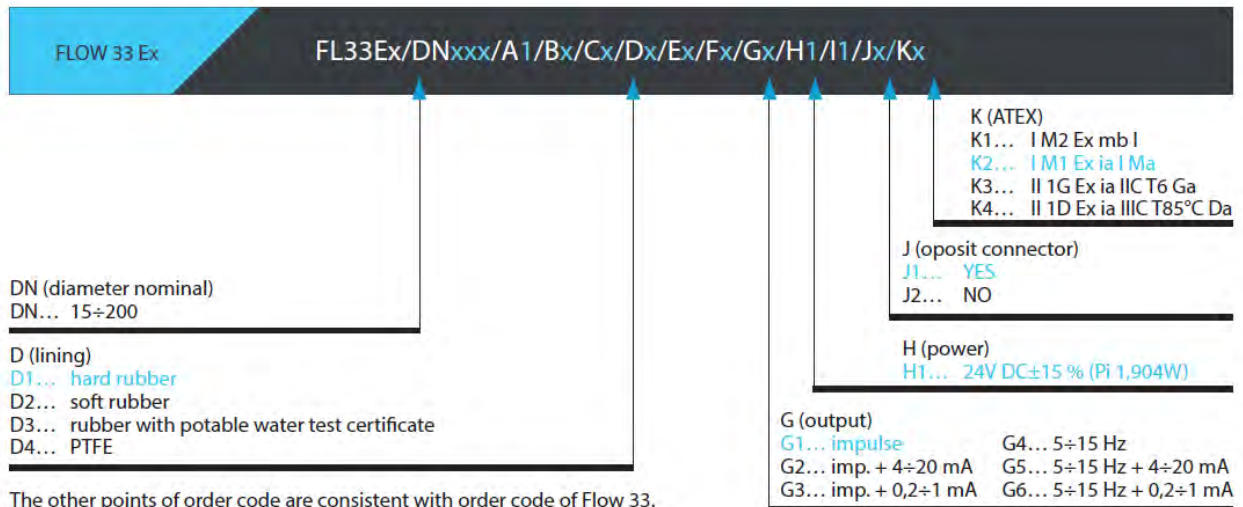 FLOW 33 Ex
FL33Ex/DNxxx/A1/Bx/Cx/Dx/Ex/Fx/Gx/H1/I1/Jx/Kx
K (ATEX)
K1... I M2 Ex mb I
K2... I M1 Ex ia I Ma
K3... II 1G Ex ia IIC T6 Ga
K4... II 1D Ex ia IIIC T85°C Da
J (oposit connector)
J1... YES
J2... NO
DN (diameter nominal)
DN... 15÷200
H (power)
H1... 24V DC±15 % (Pi 1,904W)
D (lining)
D1... hard rubber
D2... soft rubber
D3... rubber with potable water test certificate
D4... PTFE
G (output)
G1... impulse
G2... imp. + 4÷20 mA
G3... imp. + 0,2÷1 mA
G4... 5÷15 Hz
G5... 5÷15 Hz + 4÷20 mA
G6... 5÷15 Hz + 0,2÷1 mA
The other points of order code are consistent with order code of Flow 33.